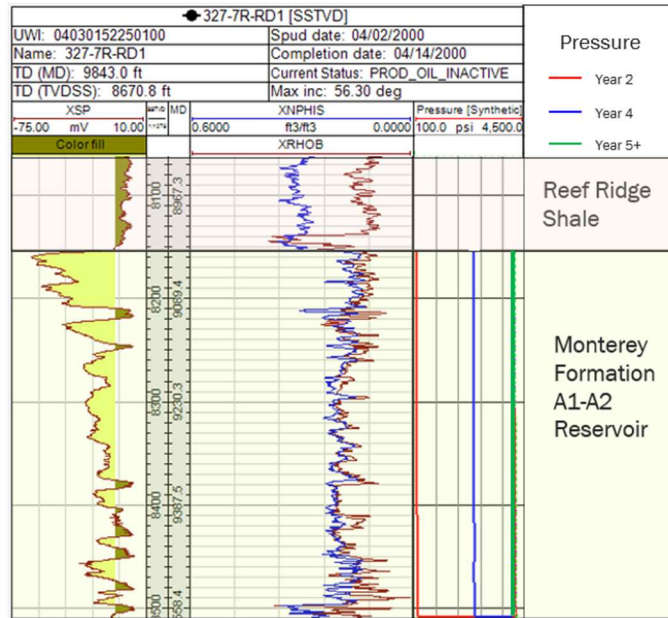 327-7R-RD1 [SSTVD]
UWI: 04030152250100 Spud date: 04/02/2000
Name: 327-7R-RD1 Completion date: 04/14/2000
TD (MD): 9843.0 ft Current Status: PROD_OIL_INACTIVE
TD (TVDSS): 8670.8 ft Max inc: 56.30 deg
XSP MD XNPHIS Pressure [Synthetic]
-75.00 mV 10.00 0.6000 ft3/ft3 0.0000 100.0 psi 4,500.0
Color fill XRHOB
Pressure
Year 2
Year 4
Year 5+
8100 8967.3
Reef Ridge
Shale
8200 9089.4
8300 9230.3
8400 9387.5
Monterey
Formation
A1-A2
Reservoir